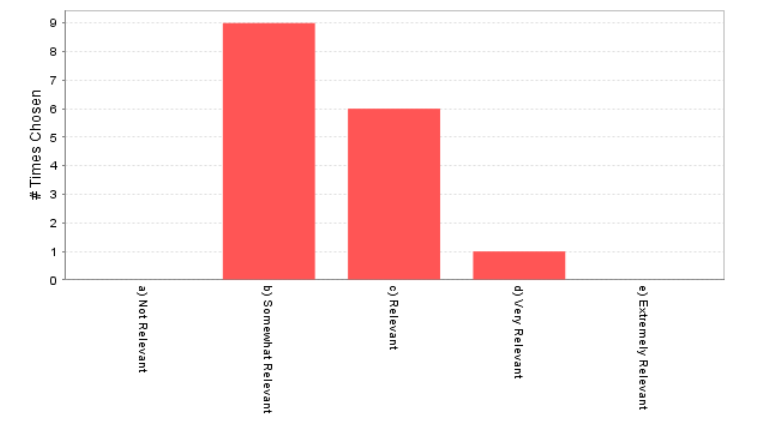 # Times Chosen
9
8
7
6
5
4
3
2
1
0
a) Not Relevant
b) Somewhat Relevant
c) Relevant
d) Very Relevant
e) Extremely Relevant